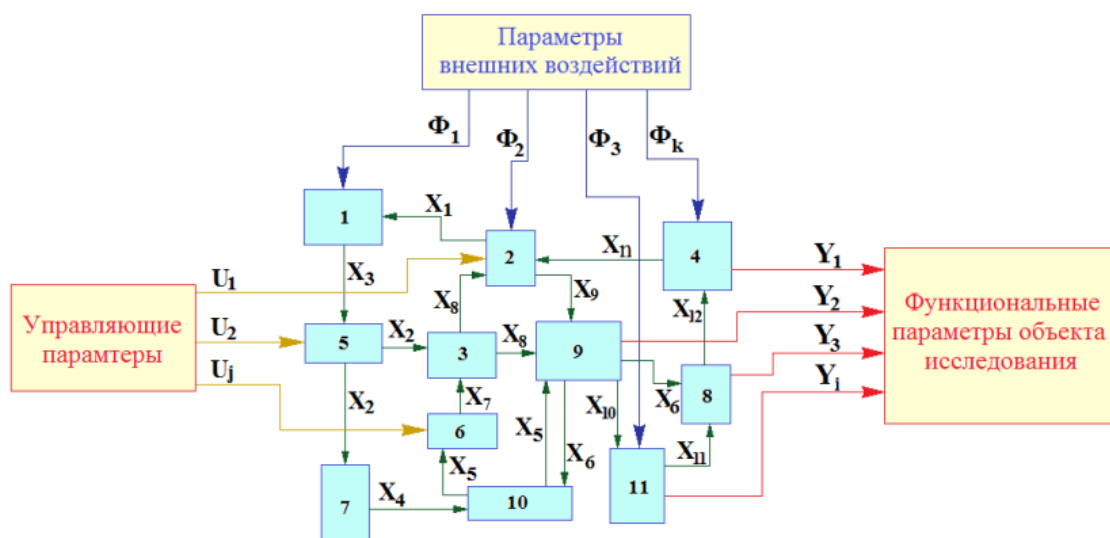 Параметры
внешних воздействий
Φ1 Φ2 Φ3 Φk
1 X1 2 Xn 4 Y1
X3 U1 X8 X9 X12 Y2
Управляющие
парамтеры
U2 5 X2 3 X8 9 Y3
Функциональные
параметры объекта
исследования
Uj X2 X7 X10 X6 8 Yi
6 X5 X5 X6 X11
7 X4 10 11